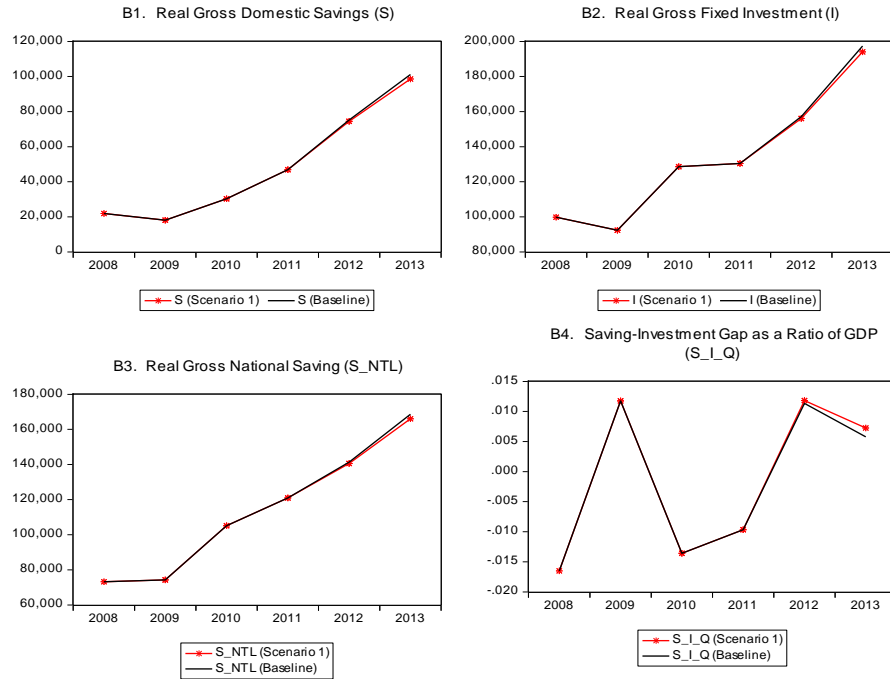 B1. Real Gross Domestic Savings (S)
120,000
100,000
80,000
60,000
40,000
20,000
0
2008 2009 2010 2011 2012 2013
S (Scenario 1) S (Baseline)
B2. Real Gross Fixed Investment (I)
200,000
180,000
160,000
140,000
120,000
100,000
80,000
2008 2009 2010 2011 2012 2013
I (Scenario 1) I (Baseline)
B3. Real Gross National Saving (S_NTL)
180,000
160,000
140,000
120,000
100,000
80,000
60,000
2008 2009 2010 2011 2012 2013
S_NTL (Scenario 1)
S_NTL (Baseline)
B4. Saving-Investment Gap as a Ratio of GDP
(S_I_Q)
.015
.010
.005
.000
-.005
-.010
-.015
-.020
2008 2009 2010 2011 2012 2013
S_I_Q (Scenario 1)
S_I_Q (Baseline)